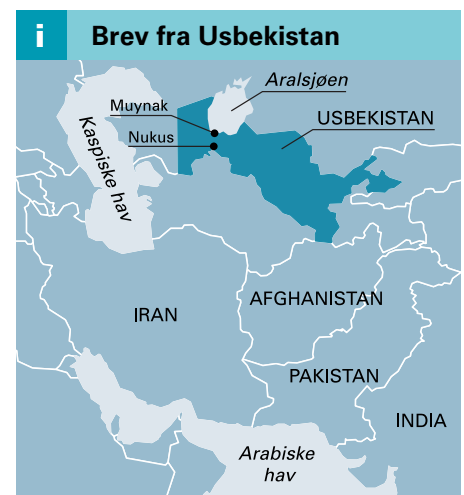 i Brev fra Usbekistan
Aralsjøen
Muynak
USBEKISTAN
Nukus
Kaspiske hav
IRAN
AFGHANISTAN
PAKISTAN
INDIA
Arabiske
hav